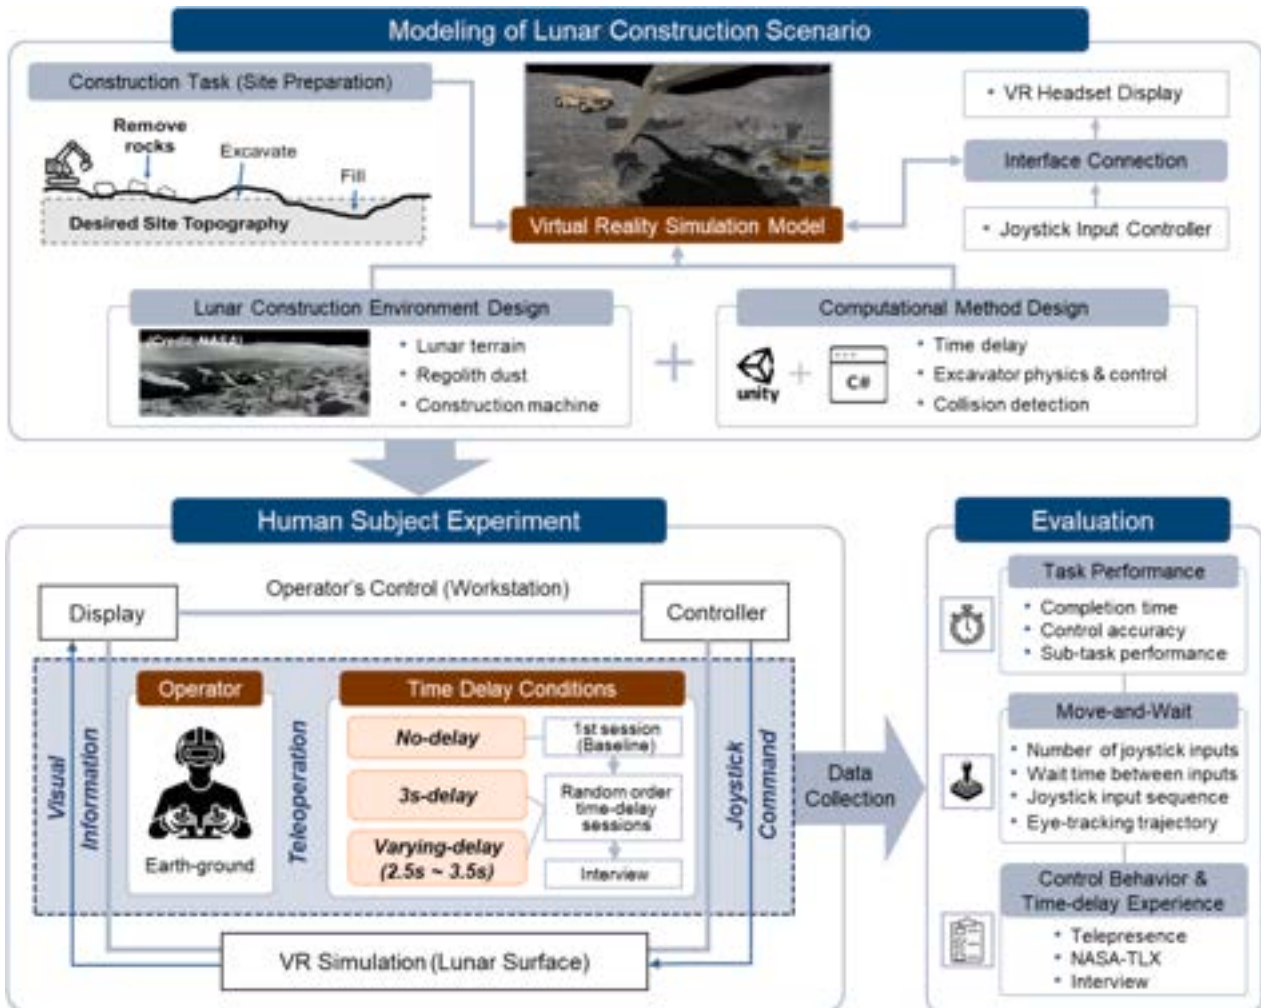 Modeling of Lunar Construction Scenario
Construction Task (Site Preparation)
Remove
rocks
Excavate
Fill
Desired Site Topography
Virtual Reality Simulation Model
• VR Headset Display
Interface Connection
• Joystick Input Controller
Lunar Construction Environment Design
(Credit: NASA)
• Lunar terrain
• Regolith dust
• Construction machine
+
Computational Method Design
unity
+
C#
• Time delay
• Excavator physics & control
• Collision detection
Human Subject Experiment
Operator's Control (Workstation)
Display
Controller
Visual
Information
Operator
Earth-ground
Teleoperation
Time Delay Conditions
No-delay
3s-delay
Varying-delay
(2.5s ~ 3.5s)
1st session
(Baseline)
Random order
time-delay
sessions
Interview
Joystick
Command
VR Simulation (Lunar Surface)
Data
Collection
Evaluation
Task Performance
• Completion time
• Control accuracy
• Sub-task performance
Move-and-Wait
• Number of joystick inputs
• Wait time between inputs
• Joystick input sequence
• Eye-tracking trajectory
Control Behavior &
Time-delay Experience
• Telepresence
• NASA-TLX
• Interview